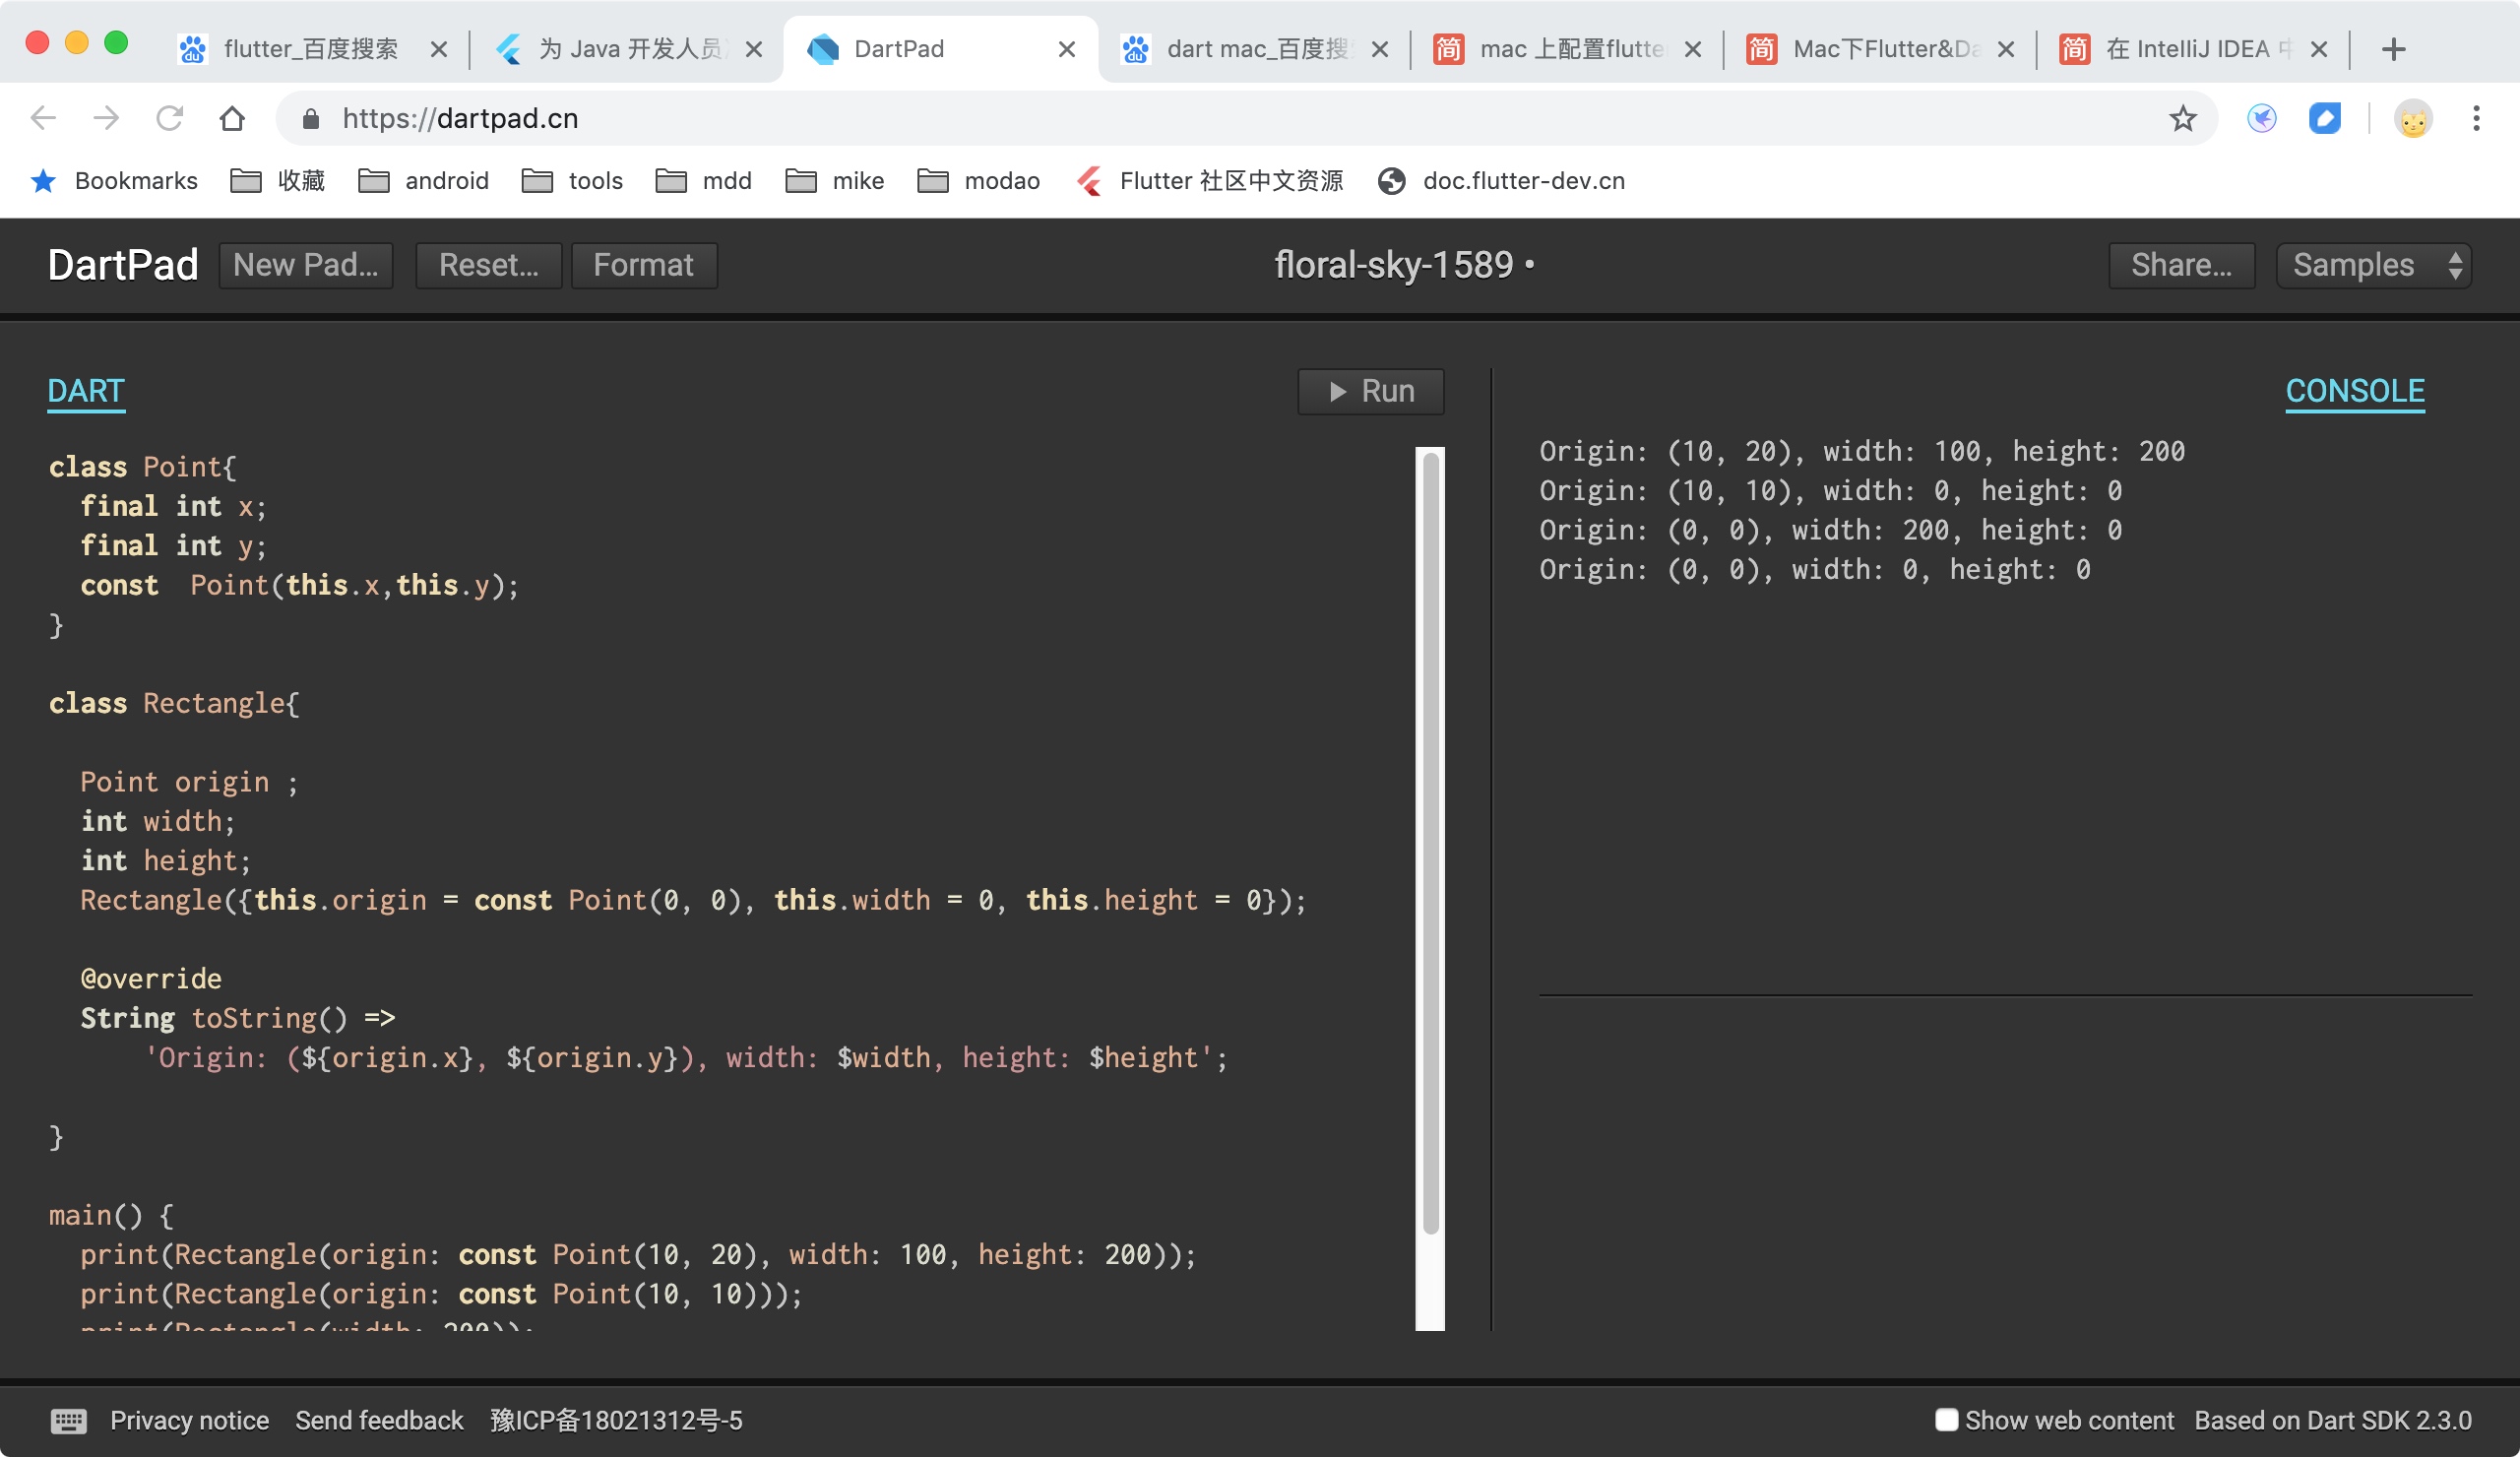 flutter_百度搜索
为 Java 开发人员
DartPad
dart mac_百度搜
mac 上配置flutte
Mac下Flutter&Da
在 IntelliJ IDEA 中
https://dartpad.cn
Bookmarks 收藏 android tools mdd mike modao Flutter 社区中文资源 doc.flutter-dev.cn
DartPad New Pad... Reset... Format floral-sky-1589 • Share... Samples
DART
Run
class Point{
  final int x;
  final int y;
  const  Point(this.x,this.y);
}
class Rectangle{
  Point origin ;
  int width;
  int height;
  Rectangle({this.origin = const Point(0, 0), this.width = 0, this.height = 0});
  @override
  String toString() =>
      'Origin: (${origin.x}, ${origin.y}), width: $width, height: $height';
}
main() {
  print(Rectangle(origin: const Point(10, 20), width: 100, height: 200));
  print(Rectangle(origin: const Point(10, 10)));
  print(Rectangle(width: 200));
CONSOLE
Origin: (10, 20), width: 100, height: 200
Origin: (10, 10), width: 0, height: 0
Origin: (0, 0), width: 200, height: 0
Origin: (0, 0), width: 0, height: 0
Privacy notice Send feedback 豫ICP备18021312号-5
Show web content Based on Dart SDK 2.3.0